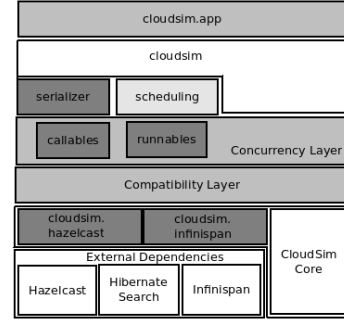 cloudsim.app
cloudsim
serializer
scheduling
callables
runnables
Concurrency Layer
Compatibility Layer
cloudsim.
hazelcast
cloudsim.
infinispan
CloudSim
Core
External Dependencies
Hazelcast
Hibernate
Search
Infinispan